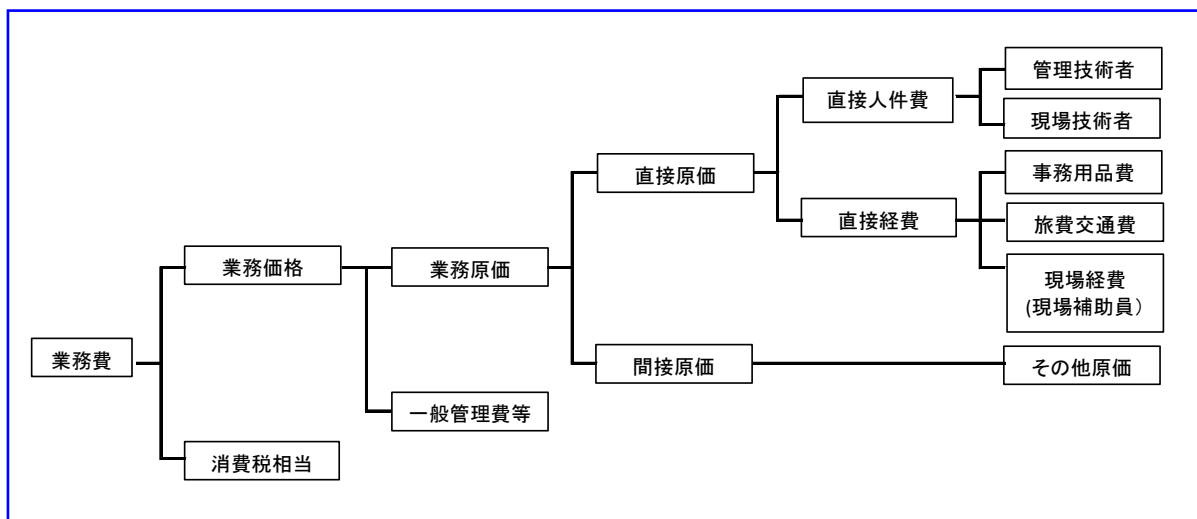 管理技術者
直接人件費
現場技術者
直接原価
事務用品費
直接経費
旅費交通費
業務価格
業務原価
現場経費
(現場補助員）
業務費
間接原価
その他原価
一般管理費等
消費税相当